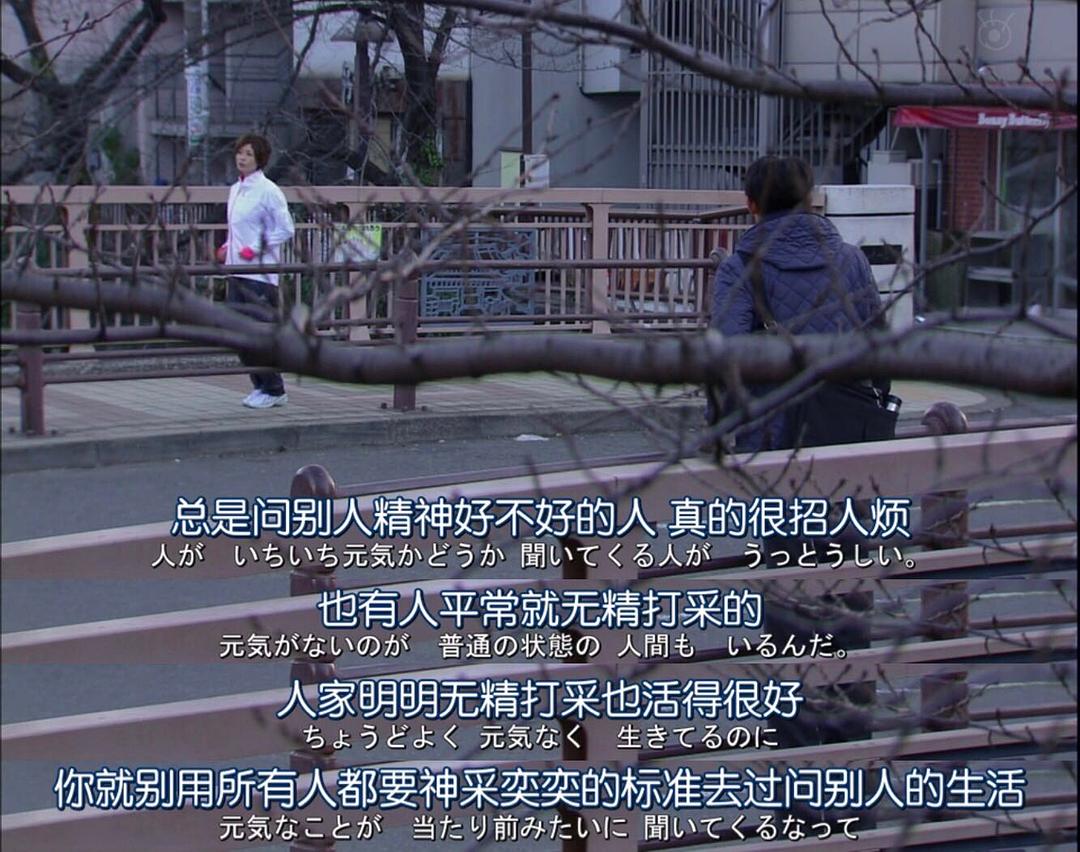 Bonny Butterfly
总是问别人精神好不好的人 真的很招人烦
人が　いちいち元気かどうか 聞いてくる人が　うっとうしい。
也有人平常就无精打采的
元気がないのが　普通の状態の 人間も　いるんだ。
人家明明无精打采也活得很好
ちょうどよく 元気なく　生きてるのに
你就别用所有人都要神采奕奕的标准去过问别人的生活
元気なことが　当たり前みたいに 聞いてくるなって